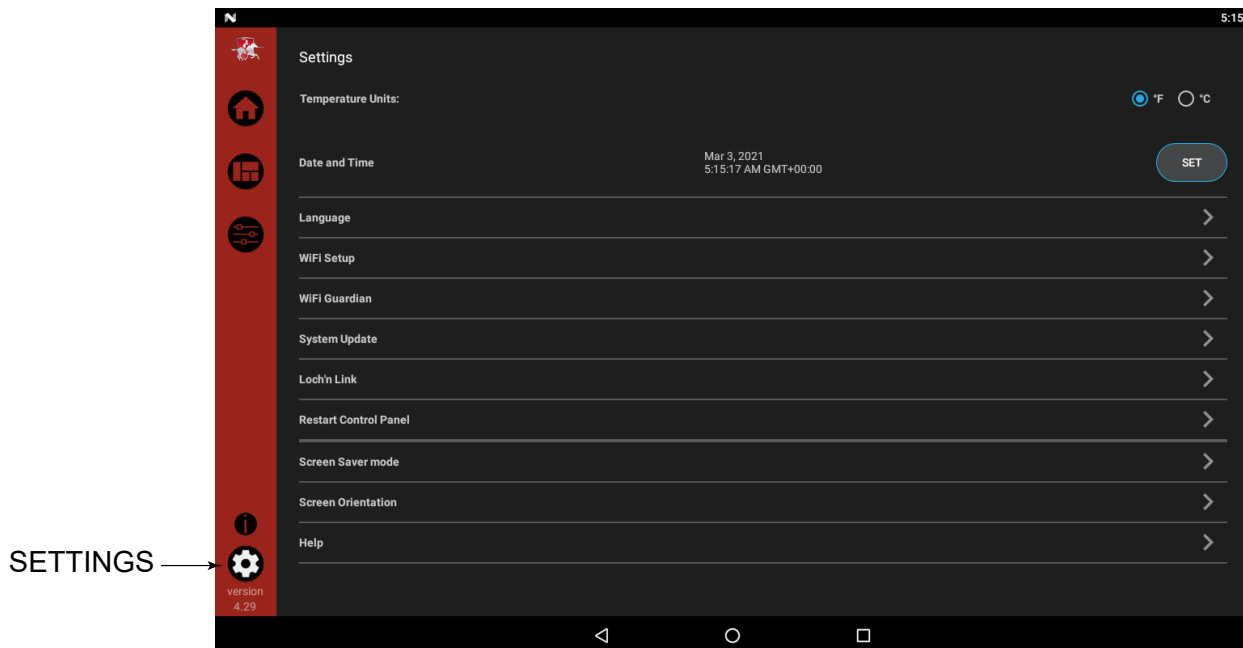 5:15
Settings
Temperature Units:
°F °C
Date and Time
Mar 3, 2021
5:15:17 AM GMT+00:00
SET
Language
WiFi Setup
WiFi Guardian
System Update
Loch'n Link
Restart Control Panel
Screen Saver mode
Screen Orientation
Help
SETTINGS
version
4.29